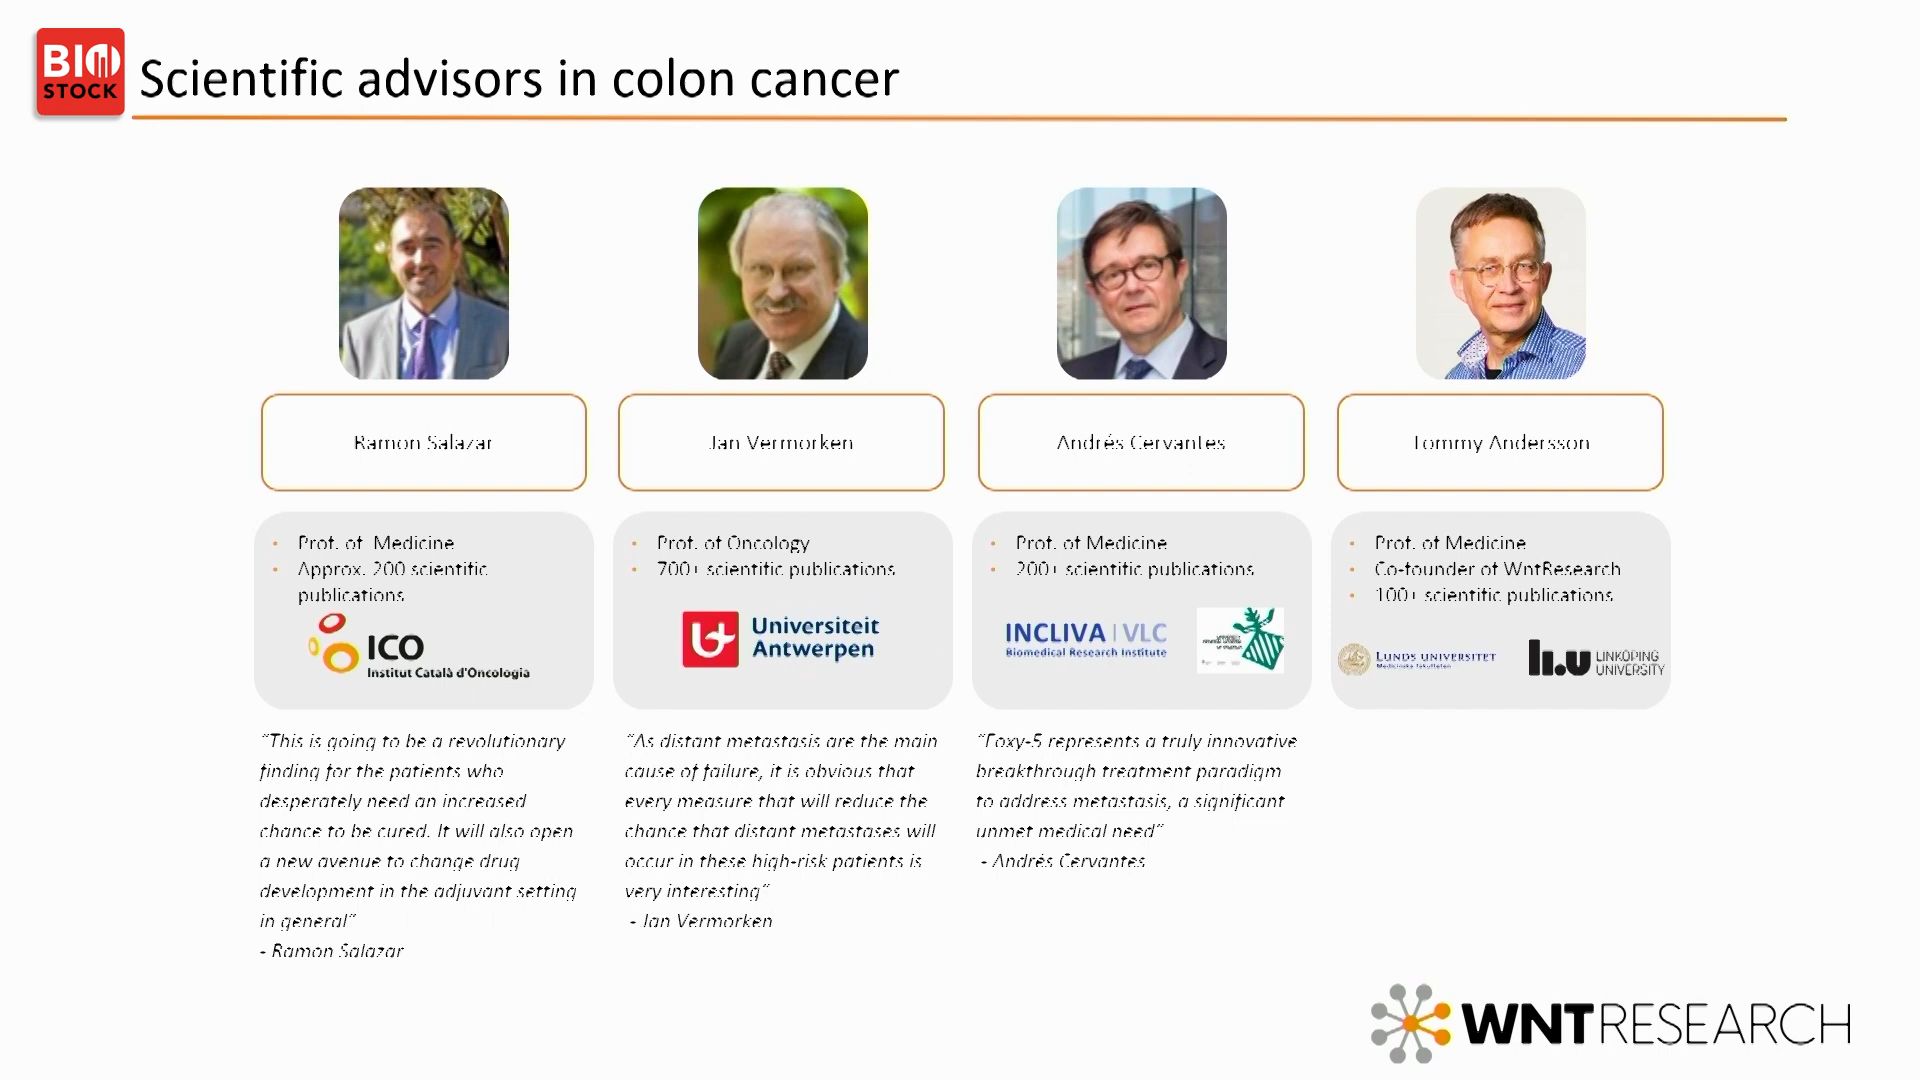 BIO STOCK
Scientific advisors in colon cancer
Ramon Salazar
Jan Vermorken
Andrés Cervantes
Tommy Andersson
• Prof. of Medicine
• Approx. 200 scientific
publications
ICO
Institut Català d'Oncologia
• Prof. of Oncology
• 700+ scientific publications
Universiteit
Antwerpen
• Prof. of Medicine
• 200+ scientific publications
INCLIVA | VLC
Biomedical Research Institute
• Prof. of Medicine
• Co-founder of WntResearch
• 100+ scientific publications
LUNDS UNIVERSITET
Medicinska fakulteten
LINKÖPING
UNIVERSITY
"This is going to be a revolutionary
finding for the patients who
desperately need an increased
chance to be cured. It will also open
a new avenue to change drug
development in the adjuvant setting
in general"
- Ramon Salazar
"As distant metastasis are the main
cause of failure, it is obvious that
every measure that will reduce the
chance that distant metastases will
occur in these high-risk patients is
very interesting"
- Jan Vermorken
"Foxy-5 represents a truly innovative
breakthrough treatment paradigm
to address metastasis, a significant
unmet medical need"
- Andrés Cervantes
WNTRESEARCH